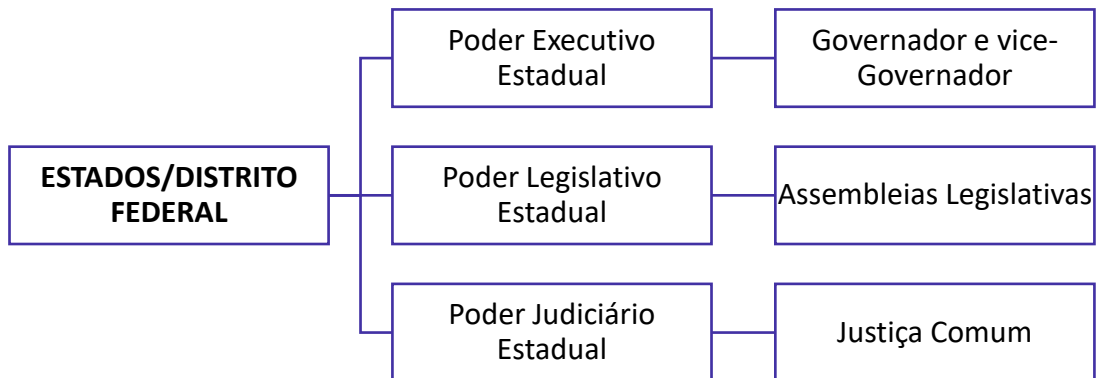 Poder Executivo
Estadual
Governador e vice-
Governador
ESTADOS/DISTRITO
FEDERAL
Poder Legislativo
Estadual
Assembleias Legislativas
Poder Judiciário
Estadual
Justiça Comum